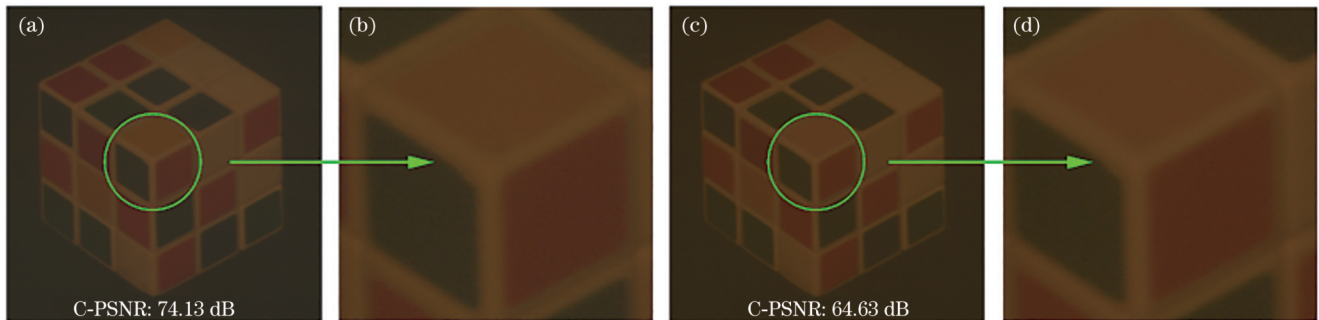 (a)
(b)
(c)
(d)
C-PSNR: 74.13 dB
C-PSNR: 64.63 dB